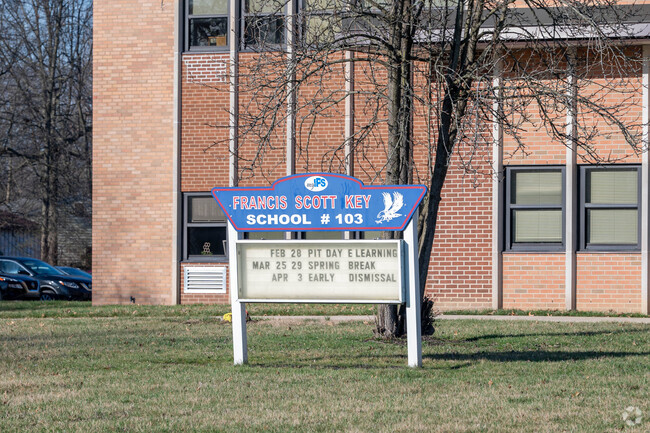 my IPS
FRANCIS SCOTT KEY
SCHOOL # 103
FEB 28 PIT DAY E LEARNING
MAR 25 29 SPRING BREAK
APR 3 EARLY DISMISSAL